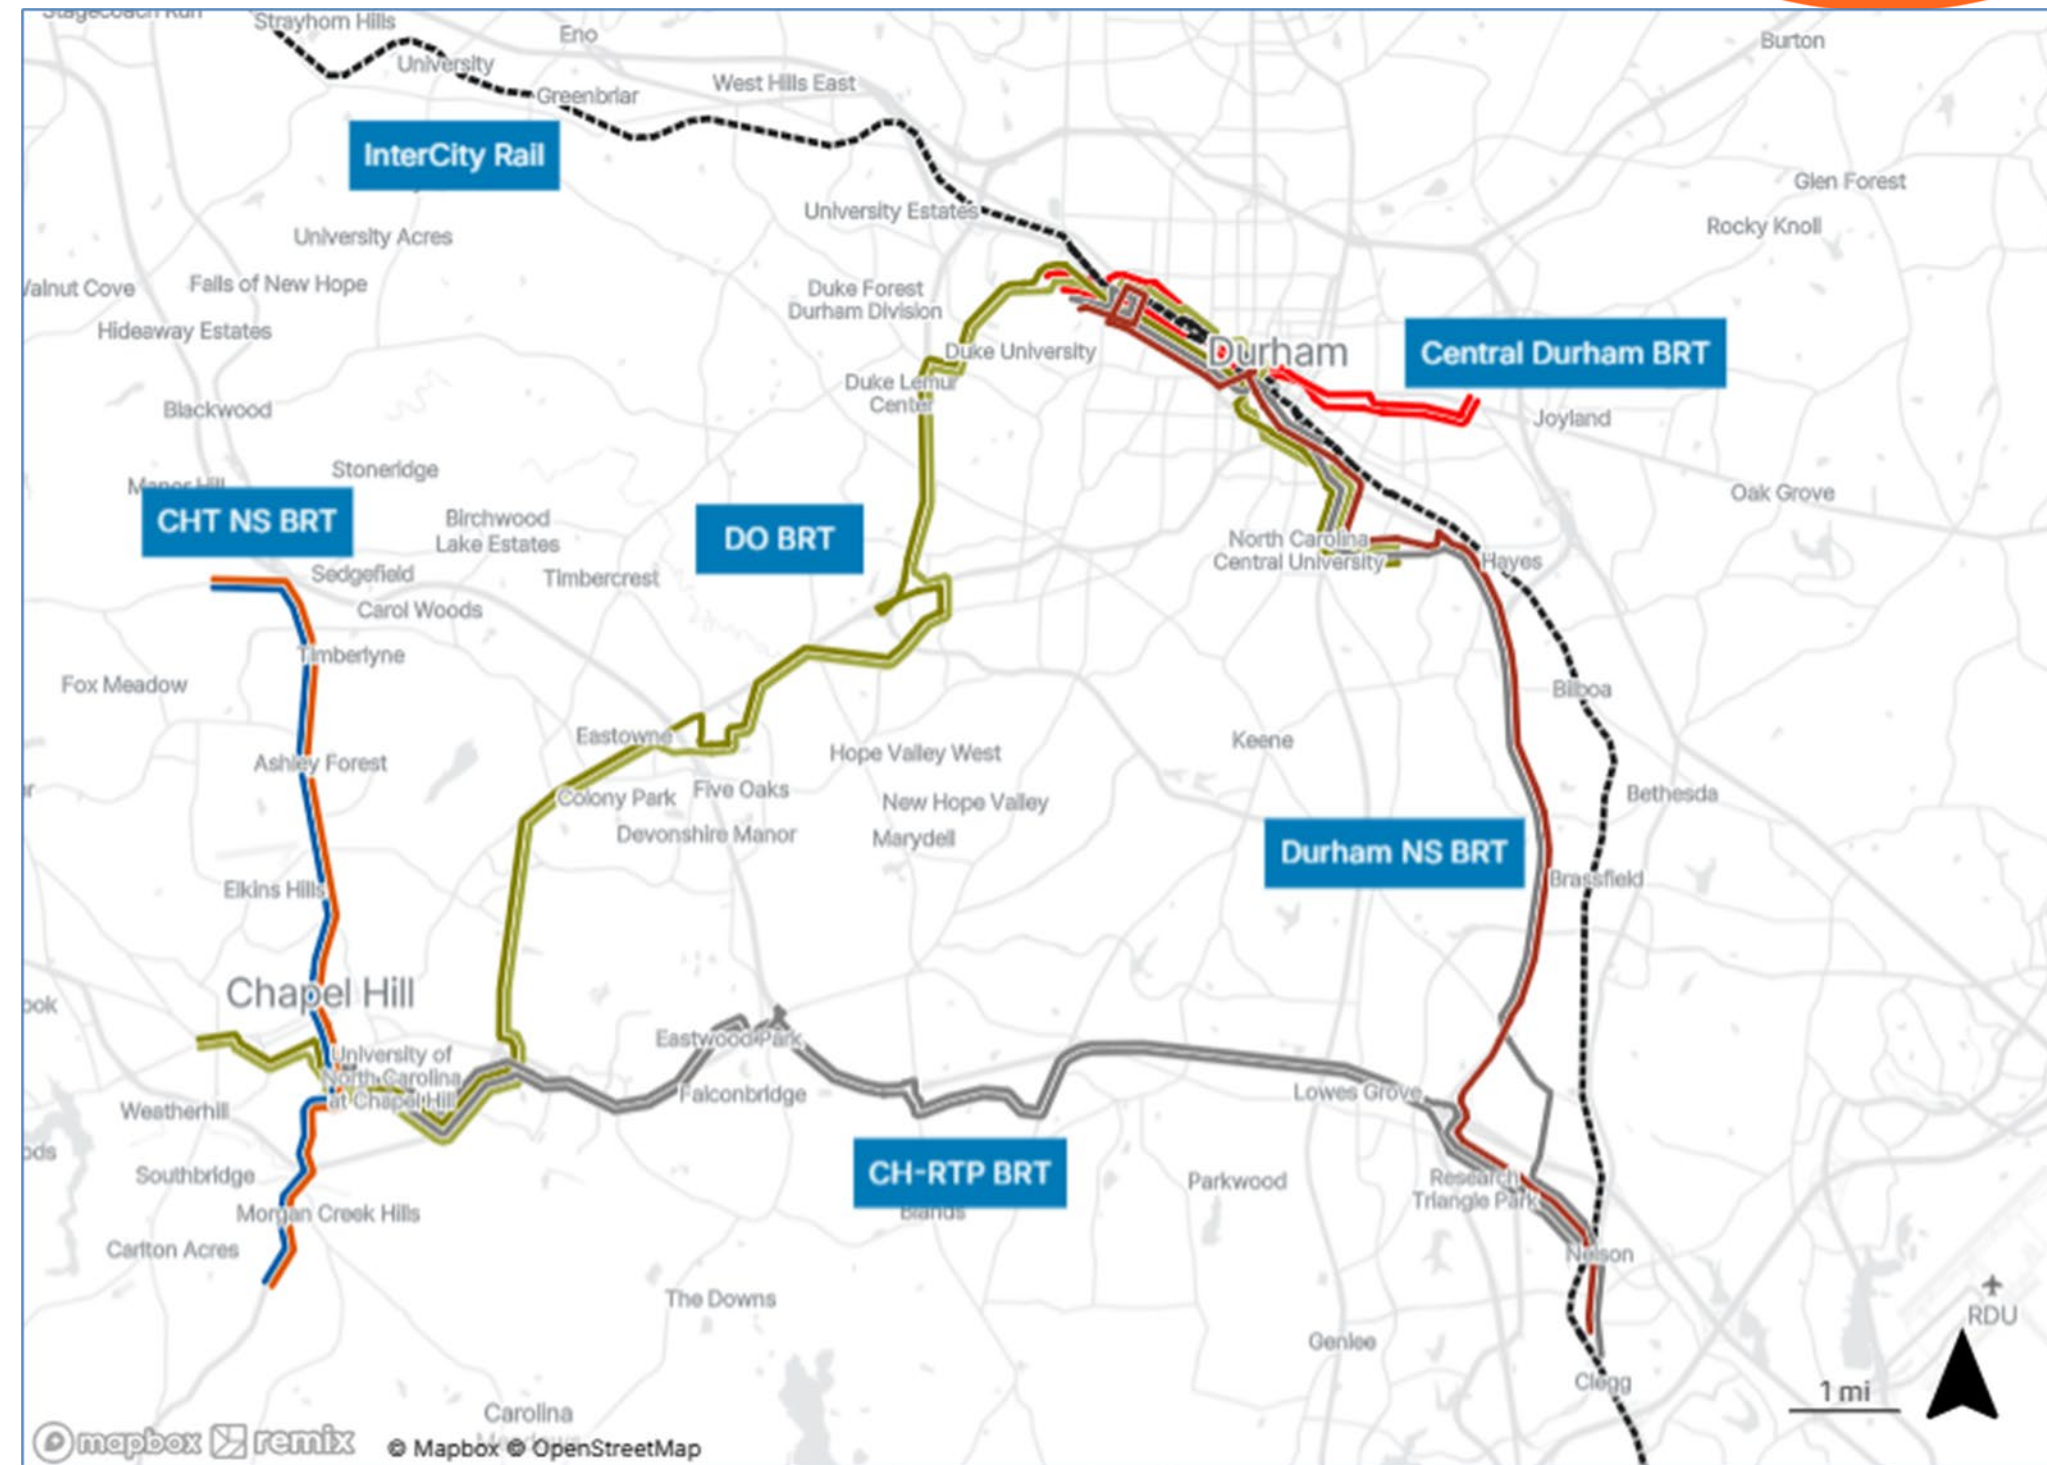 Stagecoach Run
Strayhorn Hills
Eno
Burton
University
West Hills East
Greenbriar
InterCity Rail
Glen Forest
University Estates
Rocky Knoll
University Acres
Falls of New Hope
Duke Forest
Durham Division
Hideaway Estates
Duke University
Durham
Central Durham BRT
Duke Lemur
Center
Blackwood
Joyland
Stoneridge
Manor Hill
Oak Grove
CHT NS BRT
Birchwood
Lake Estates
DO BRT
North Carolina
Central University
Hayes
Sedgefield
Timbercrest
Carol Woods
Timberlyne
Fox Meadow
Bilboa
Eastowne
Keene
Hope Valley West
Ashley Forest
Colony Park
Five Oaks
New Hope Valley
Bethesda
Devonshire Manor
Marydell
Durham NS BRT
Elkins Hills
Brassfield
Chapel Hill
Eastwood Park
University of
North Carolina
at Chapel Hill
Falconbridge
Lowes Grove
Weatherhill
CH-RTP BRT
Southbridge
Parkwood
Research
Triangle Park
Blands
Morgan Creek Hills
Carlton Acres
Nelson
The Downs
RDU
Genlee
Clegg
1 mi
Carolina
Meadows
mapbox remix
© Mapbox © OpenStreetMap